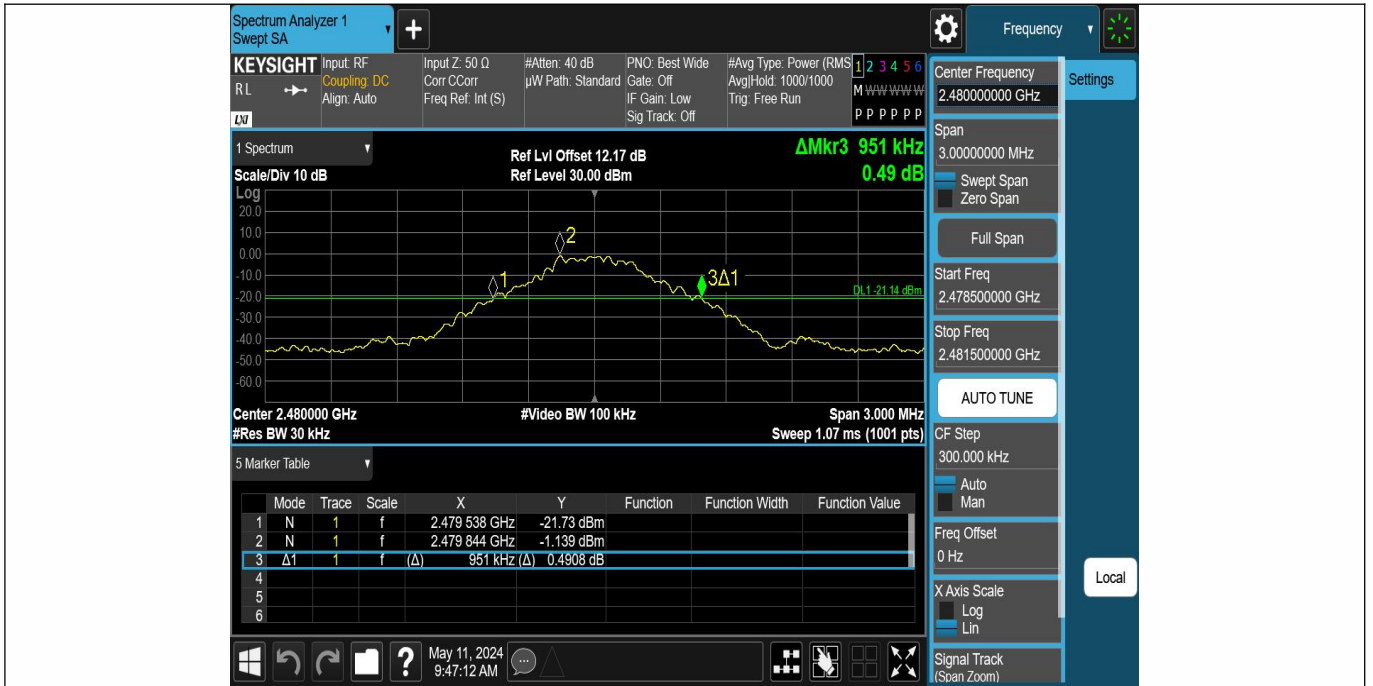 Spectrum Analyzer 1
Swept SA
+
Frequency
KEYSIGHT
RL
LXI
Input: RF
Coupling: DC
Align: Auto
Input Z: 50 Ω
Corr CCorr
Freq Ref: Int (S)
#Atten: 40 dB
µW Path: Standard
PNO: Best Wide
Gate: Off
IF Gain: Low
Sig Track: Off
#Avg Type: Power (RMS
Avg|Hold: 1000/1000
Trig: Free Run
1 2 3 4 5 6
M W W W W W
P P P P P P
1 Spectrum
Scale/Div 10 dB
Ref Lvl Offset 12.17 dB
Ref Level 30.00 dBm
ΔMkr3 951 kHz
0.49 dB
Log
20.0
10.0
0.00
-10.0
-20.0
-30.0
-40.0
-50.0
-60.0
1
2
3Δ1
DL1 -21.14 dBm
Center 2.480000 GHz
#Video BW 100 kHz
Span 3.000 MHz
#Res BW 30 kHz
Sweep 1.07 ms (1001 pts)
5 Marker Table
Mode Trace Scale X Y Function Function Width Function Value
1 N 1 f 2.479 538 GHz -21.73 dBm
2 N 1 f 2.479 844 GHz -1.139 dBm
3 Δ1 1 f (Δ) 951 kHz (Δ) 0.4908 dB
4
5
6
?
May 11, 2024
9:47:12 AM
Center Frequency
2.480000000 GHz
Settings
Span
3.00000000 MHz
Swept Span
Zero Span
Full Span
Start Freq
2.478500000 GHz
Stop Freq
2.481500000 GHz
AUTO TUNE
CF Step
300.000 kHz
Auto
Man
Freq Offset
0 Hz
X Axis Scale
Log
Lin
Signal Track
(Span Zoom)
Local